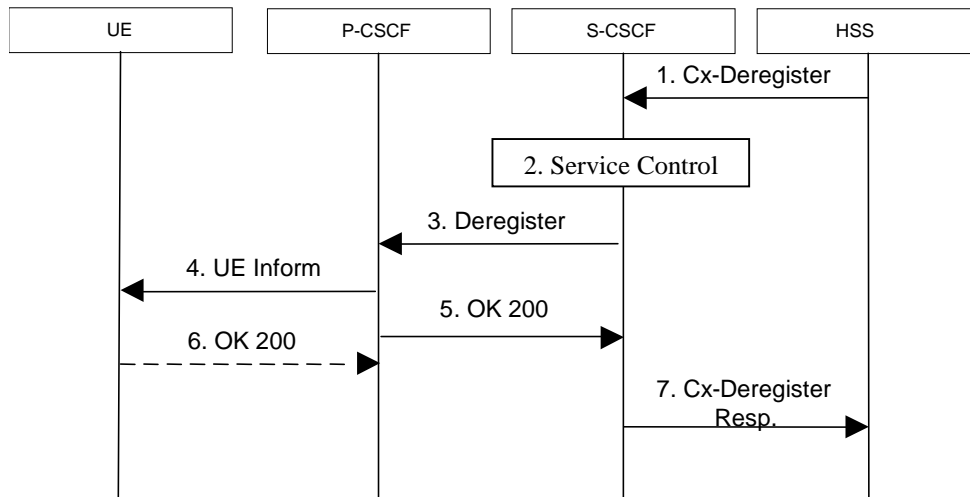 UE
P-CSCF
S-CSCF
HSS
1. Cx-Deregister
2. Service Control
3. Deregister
4. UE Inform
5. OK 200
6. OK 200
7. Cx-Deregister
Resp.